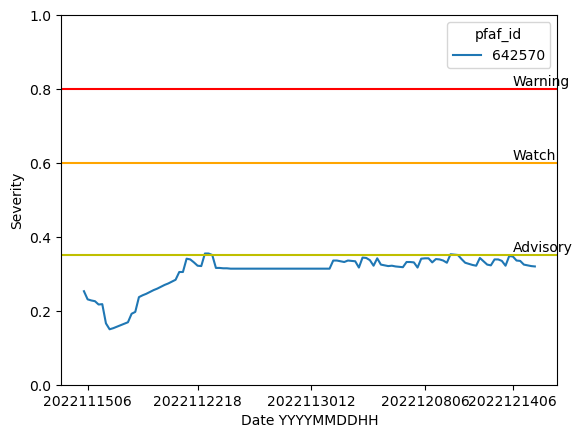 1.0
pfaf_id
642570
0.8
Warning
0.6
Watch
0.4
Advisory
0.2
0.0
Severity
2022111506 2022112218 2022113012 2022120806 2022121406
Date YYYYMMDDHH